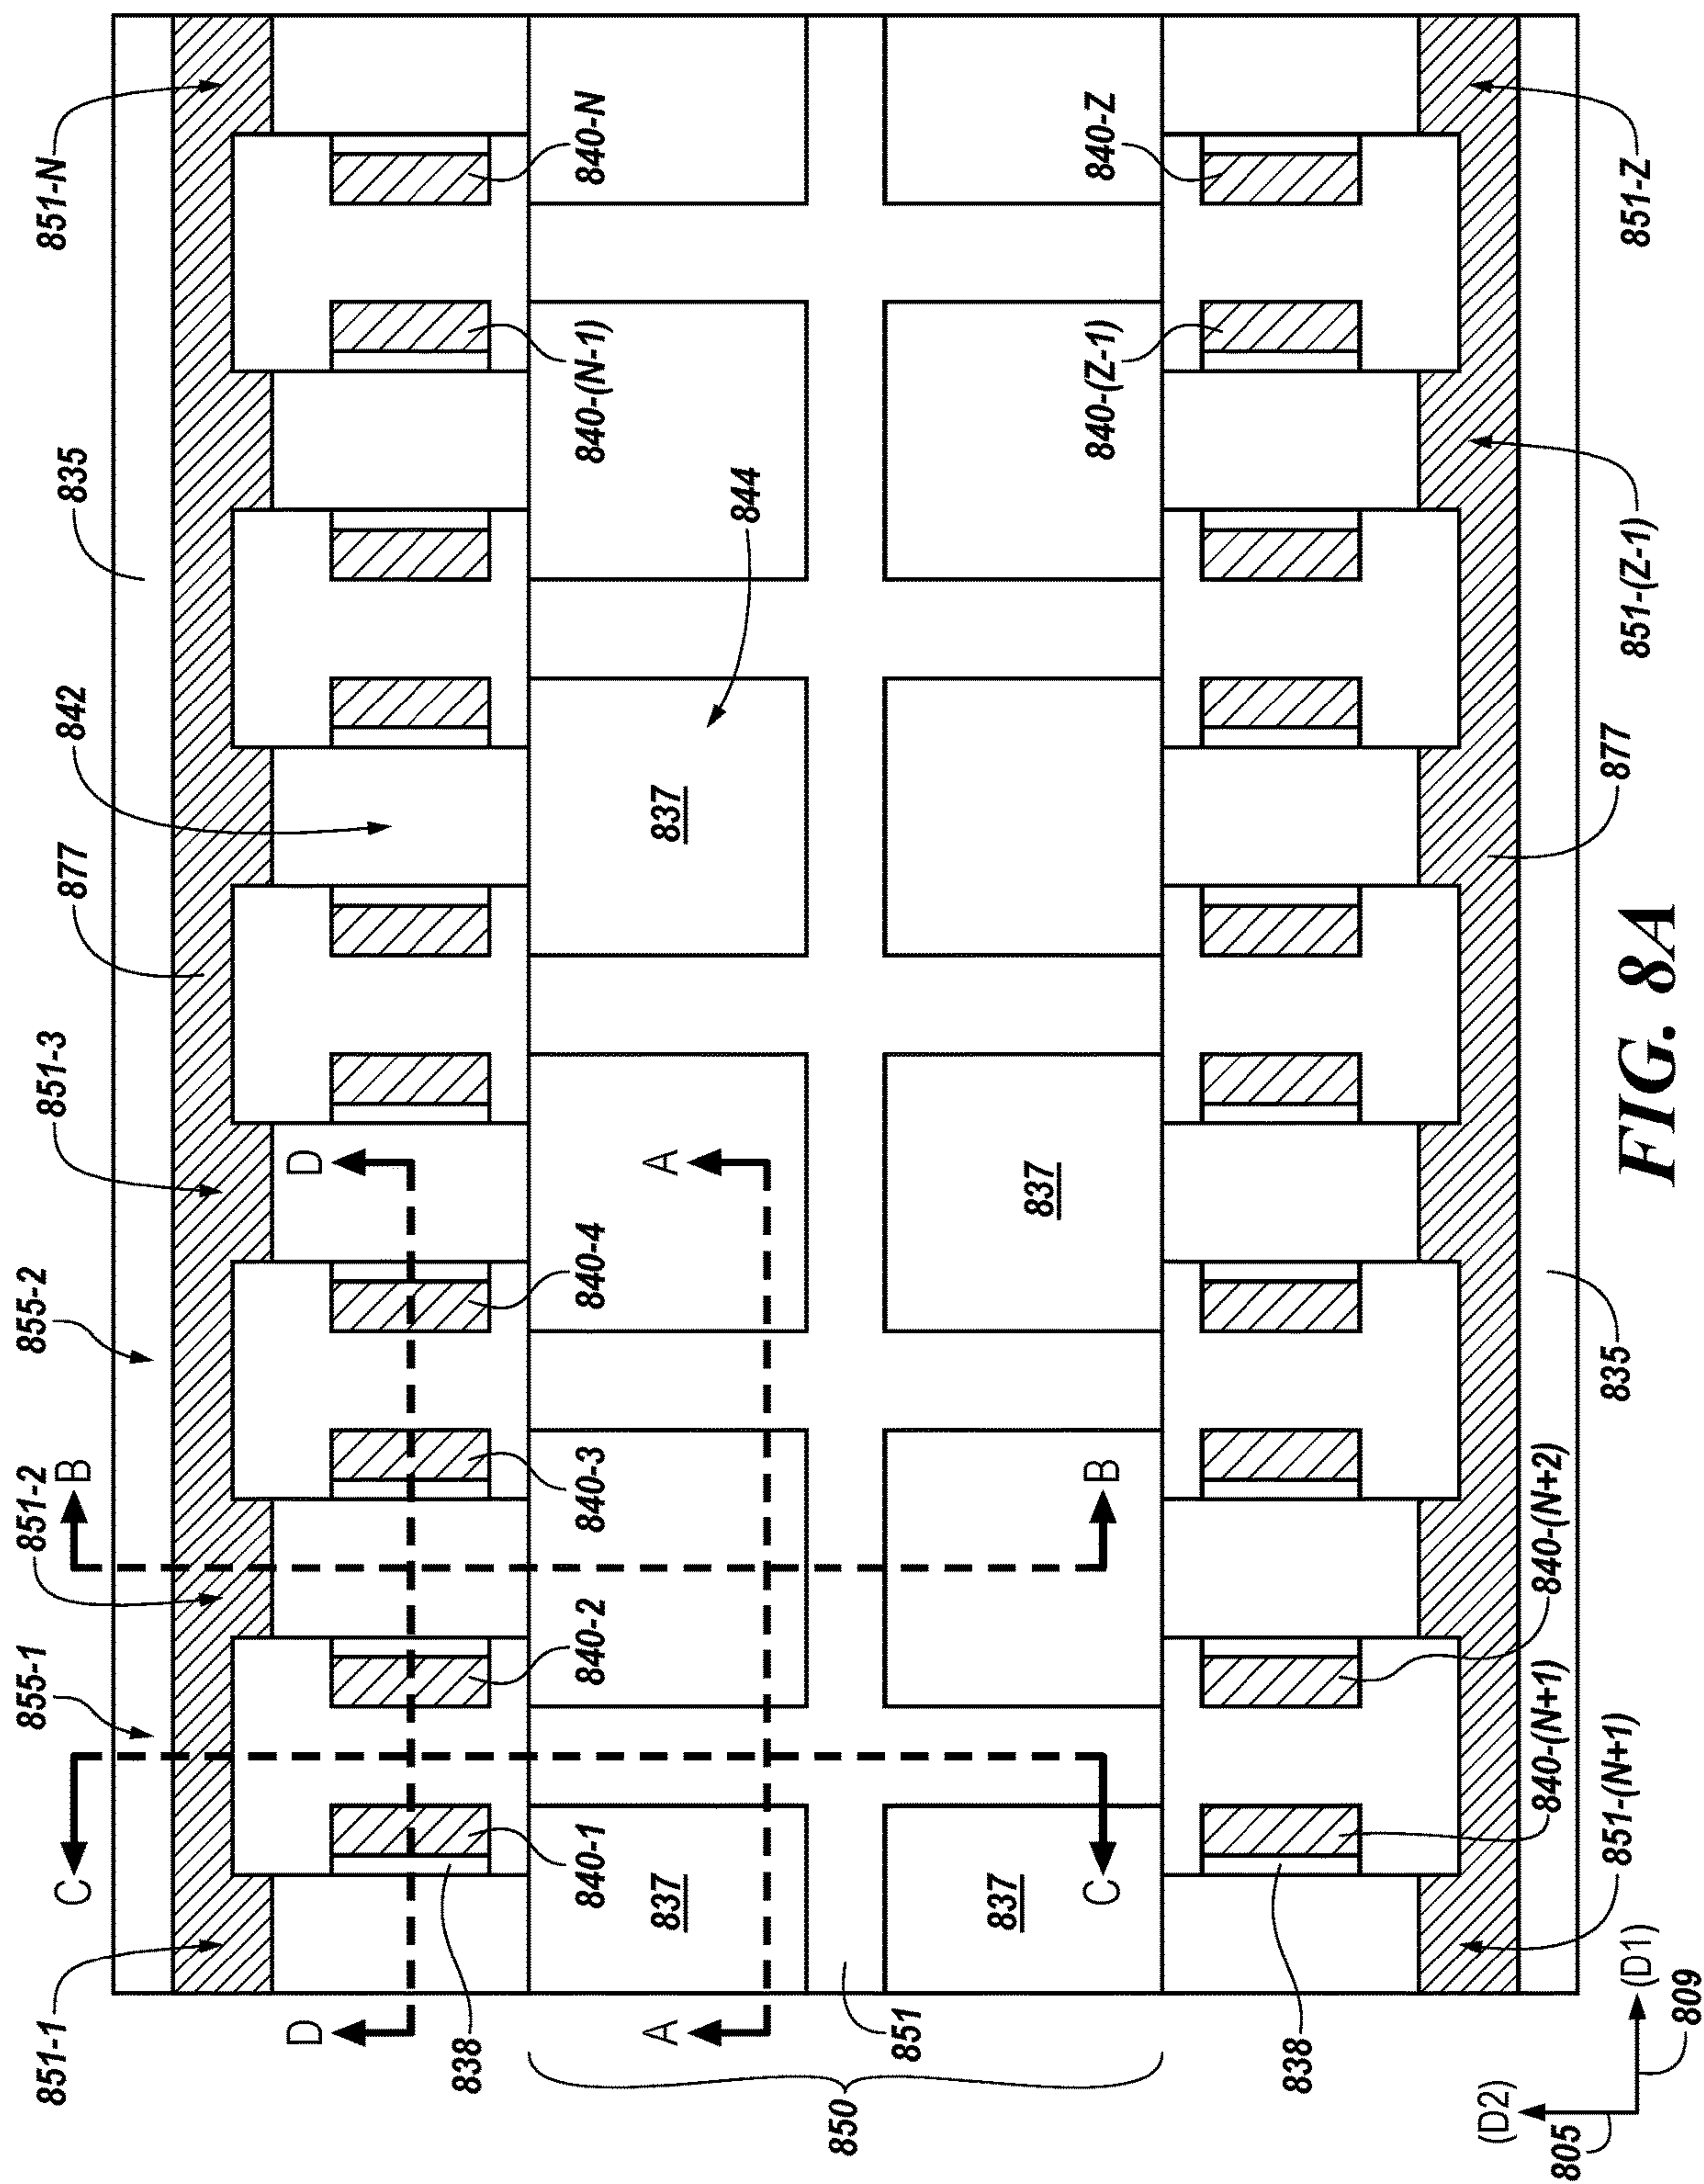 851-1
C
855-1
851-2
B
855-2
851-3
877
842
835
851-N
D
D
838
840-1
840-2
840-3
840-4
840-(N-1)
840-N
A
837
A
837
844
850
851
837
837
C
B
840-(Z-1)
840-Z
838
(D2)
805
840-(N+1)
840-(N+2)
(D1)
809
851-(N+1)
835
877
851-(Z-1)
851-Z
FIG. 8A